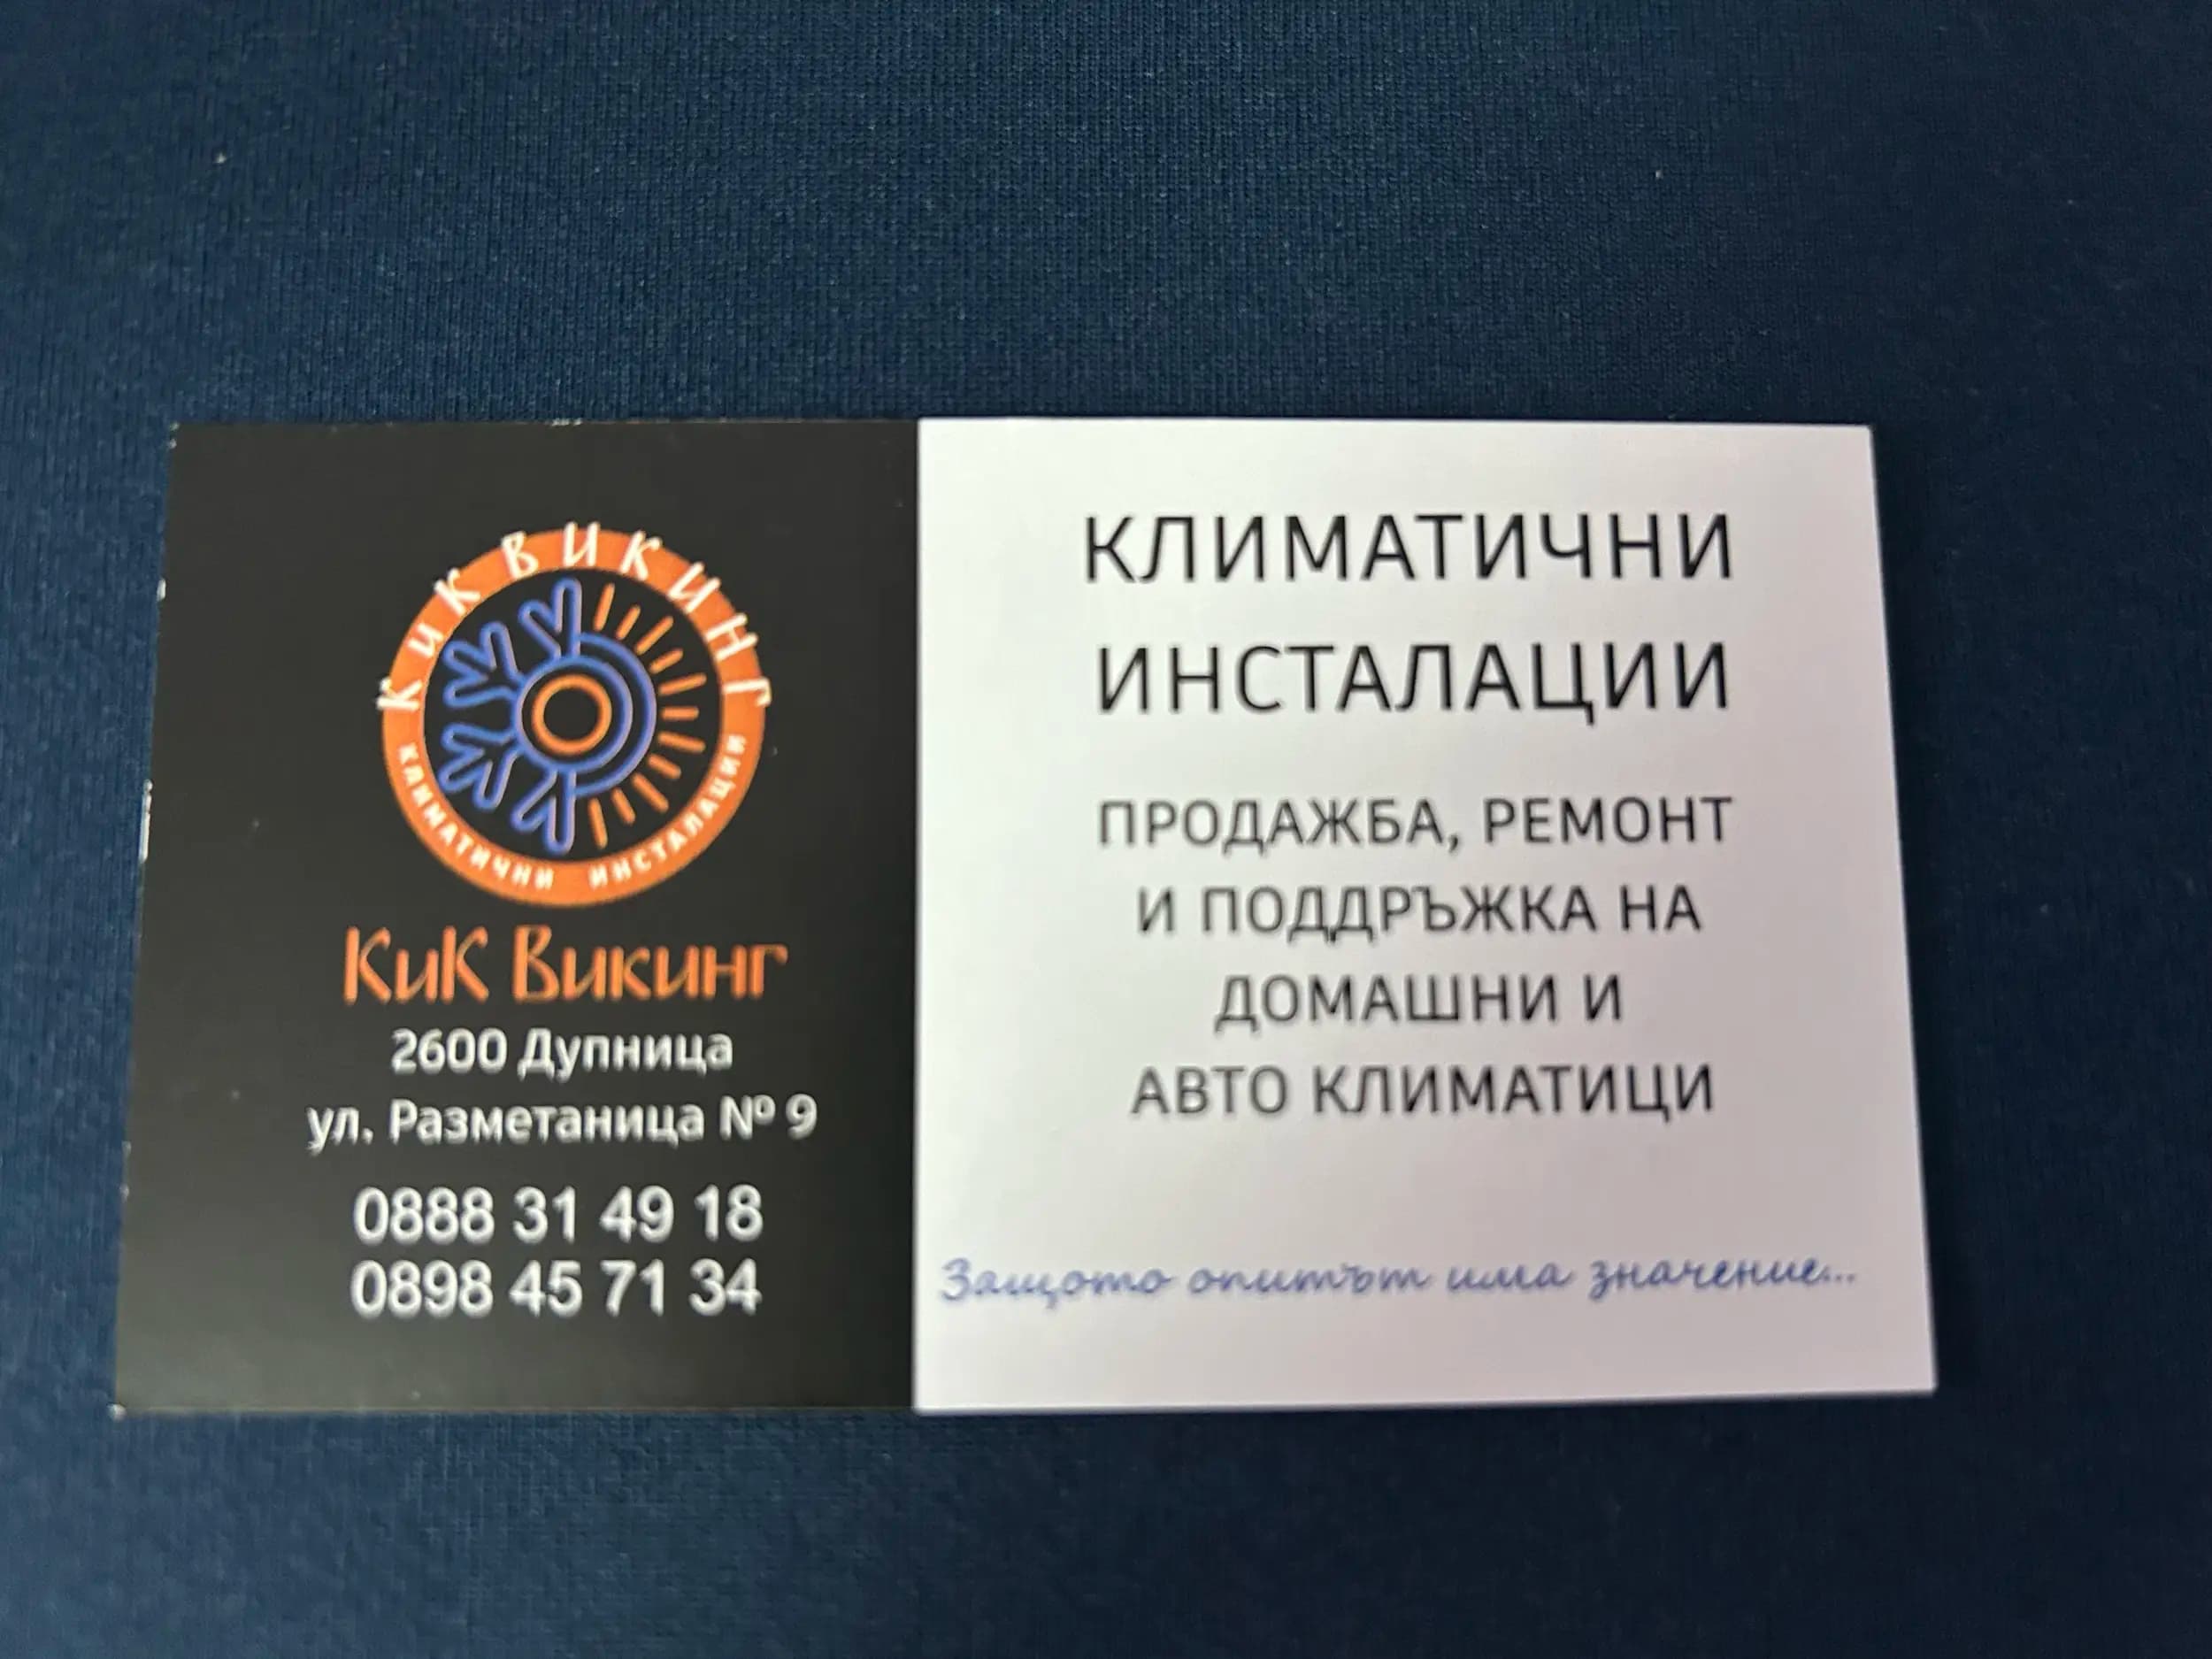 КиК ВИКИНГ
КЛИМАТИЧНИ ИНСТАЛАЦИИ
КиК Викинг
2600 Дупница
ул. Разметаница № 9
0888 31 49 18
0898 45 71 34
КЛИМАТИЧНИ
ИНСТАЛАЦИИ
ПРОДАЖБА, РЕМОНТ
И ПОДДРЪЖКА НА
ДОМАШНИ И
АВТО КЛИМАТИЦИ
Защото опитът има значение...